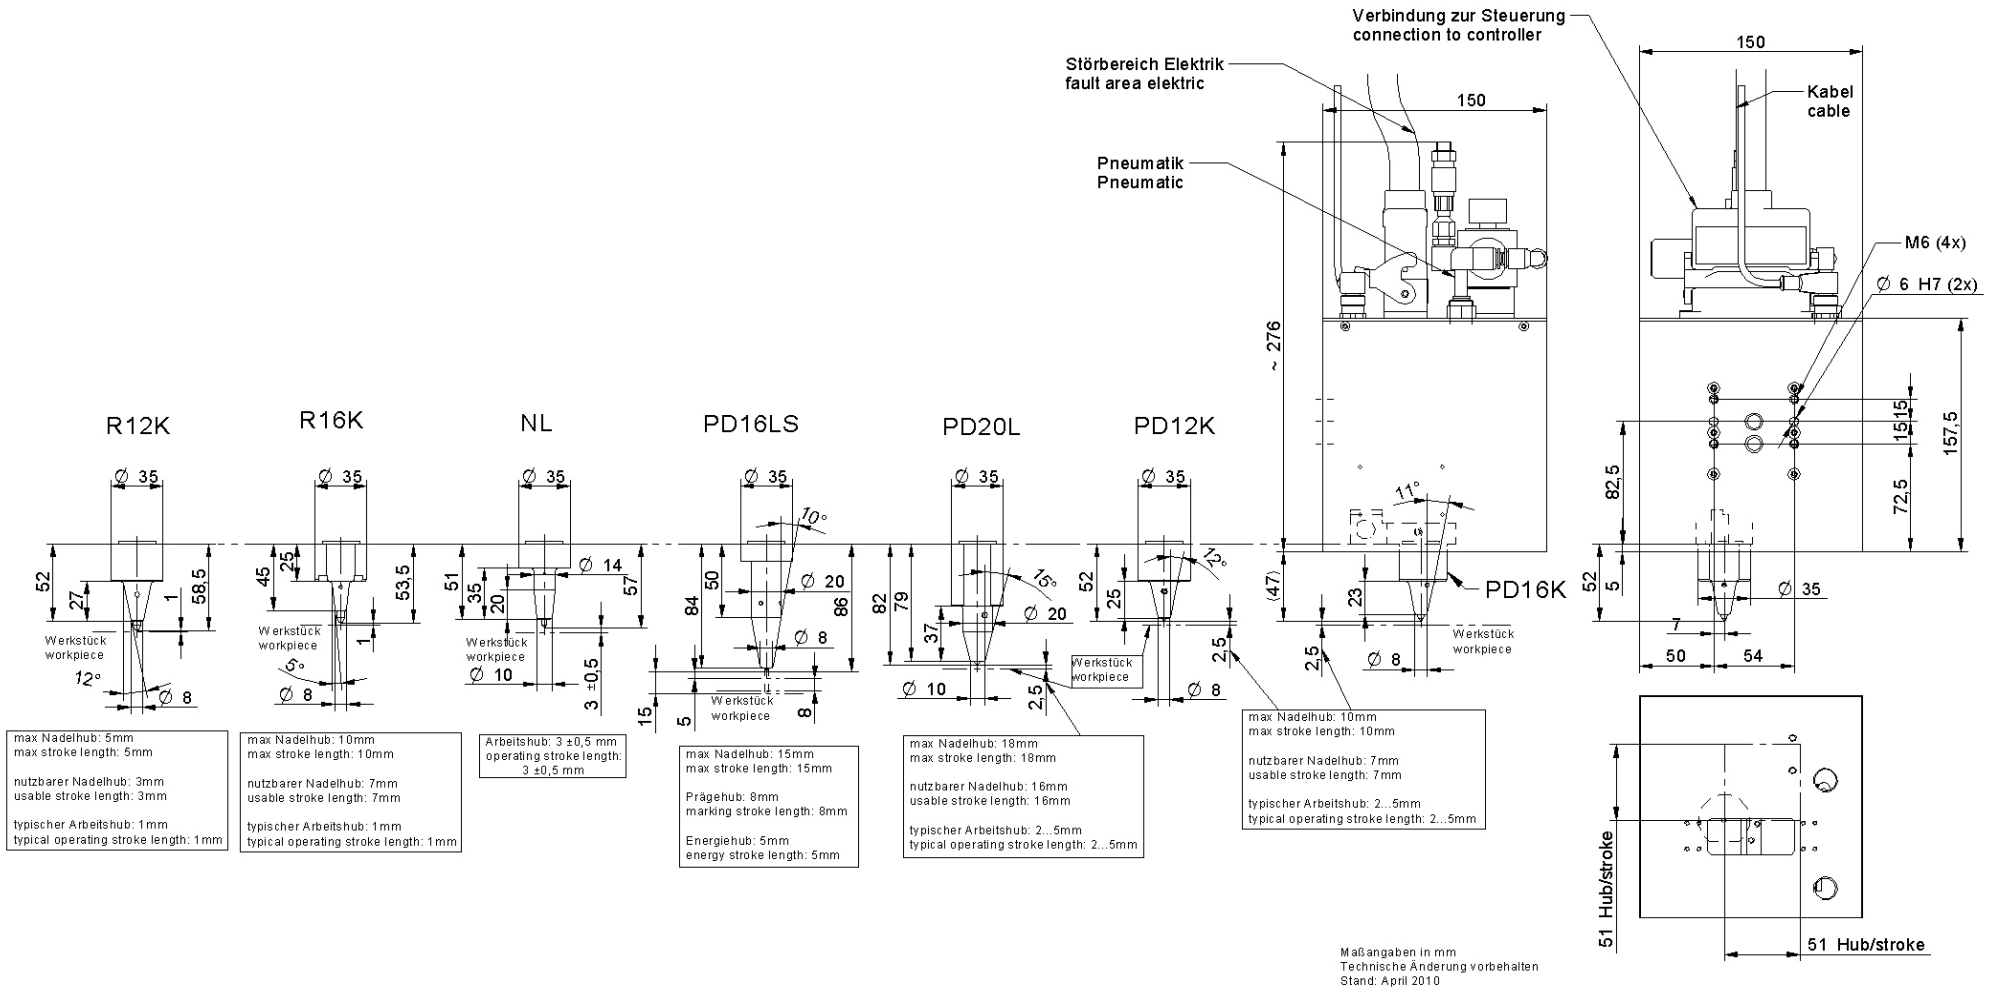 Verbindung zur Steuerung
connection to controller
150
Störbereich Elektrik
fault area elektric
150
Kabel
cable
Pneumatik
Pneumatic
M6 (4x)
Ø 6 H7 (2x)
~ 276
15
15
157,5
82,5
72,5
R12K
R16K
NL
PD16LS
PD20L
PD12K
PD16K
Ø 35
52
27
1
58,5
Werkstück
workpiece
12°
Ø 8
Ø 35
25
45
53,5
1
Werkstück
workpiece
5°
Ø 8
Ø 35
51
35
20
Ø 14
57
Werkstück
workpiece
Ø 10
3 ±0,5
Ø 35
10°
84
50
Ø 20
86
Ø 8
15
5
8
Werkstück
workpiece
Ø 35
82
79
37
15°
Ø 20
Ø 10
2,5
Werkstück
workpiece
Ø 35
52
25
12°
2,5
Ø 8
11°
(47)
23
2,5
Ø 8
Werkstück
workpiece
52
5
Ø 35
7
50
54
max Nadelhub: 5mm
max stroke length: 5mm
nutzbarer Nadelhub: 3mm
usable stroke length: 3mm
typischer Arbeitshub: 1mm
typical operating stroke length: 1mm
max Nadelhub: 10mm
max stroke length: 10mm
nutzbarer Nadelhub: 7mm
usable stroke length: 7mm
typischer Arbeitshub: 1mm
typical operating stroke length: 1mm
Arbeitshub: 3 ±0,5 mm
operating stroke length:
3 ±0,5 mm
max Nadelhub: 15mm
max stroke length: 15mm
Prägehub: 8mm
marking stroke length: 8mm
Energiehub: 5mm
energy stroke length: 5mm
max Nadelhub: 18mm
max stroke length: 18mm
nutzbarer Nadelhub: 16mm
usable stroke length: 16mm
typischer Arbeitshub: 2...5mm
typical operating stroke length: 2...5mm
max Nadelhub: 10mm
max stroke length: 10mm
nutzbarer Nadelhub: 7mm
usable stroke length: 7mm
typischer Arbeitshub: 2...5mm
typical operating stroke length: 2...5mm
51 Hub/stroke
51 Hub/stroke
Maßangaben in mm
Technische Änderung vorbehalten
Stand: April 2010